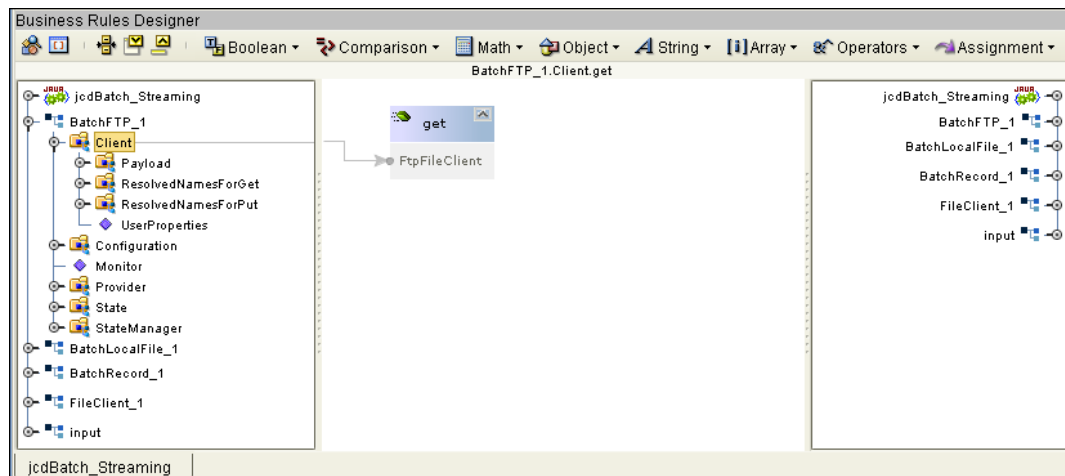 Business Rules Designer
Boolean Comparison Math Object String [i] Array Operators Assignment
BatchFTP_1.Client.get
JAVA jcdBatch_Streaming
BatchFTP_1
Client
Payload
ResolvedNamesForGet
ResolvedNamesForPut
UserProperties
Configuration
Monitor
Provider
State
StateManager
BatchLocalFile_1
BatchRecord_1
FileClient_1
input
get
FtpFileClient
jcdBatch_Streaming JAVA
BatchFTP_1
BatchLocalFile_1
BatchRecord_1
FileClient_1
input
jcdBatch_Streaming